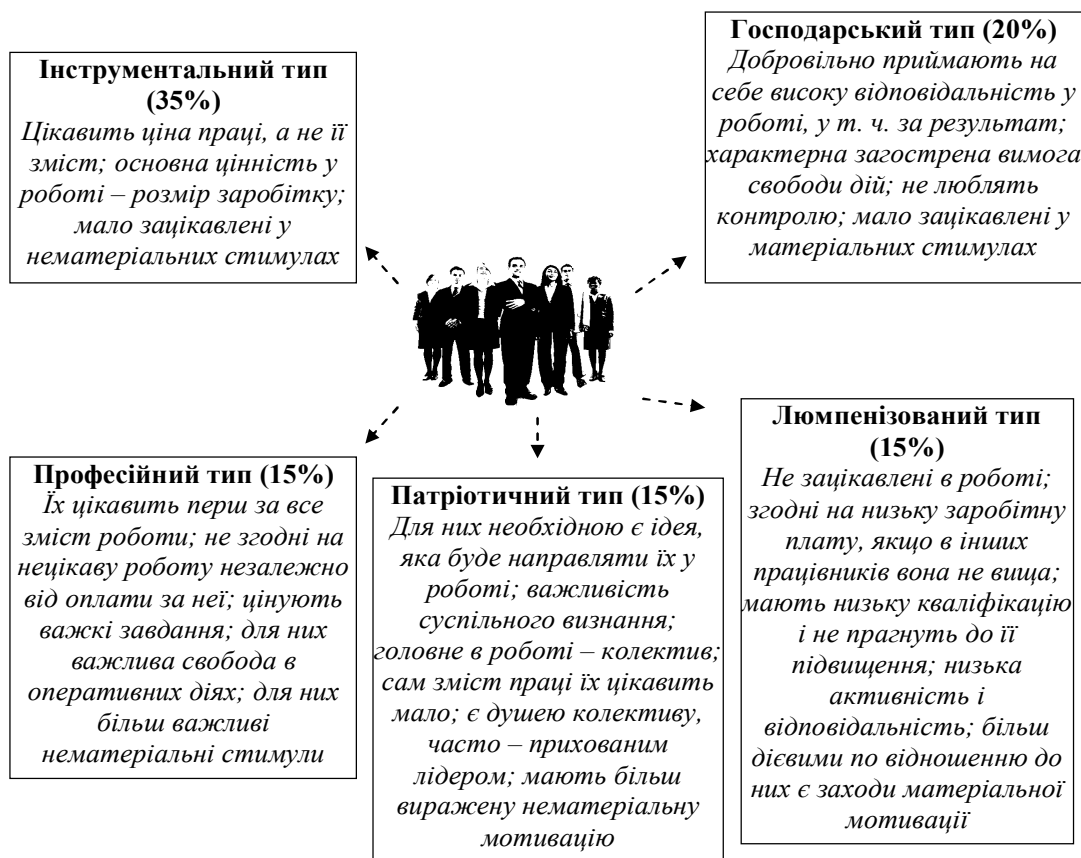 Інструментальний тип
(35%)
Цікавить ціна праці, а не її
зміст; основна цінність у
роботі – розмір заробітку;
мало зацікавлені у
нематеріальних стимулах
Господарський тип (20%)
Добровільно приймають на
себе високу відповідальність у
роботі, у т. ч. за результат;
характерна загострена вимога
свободи дій; не люблять
контролю; мало зацікавлені у
матеріальних стимулах
Професійний тип (15%)
Їх цікавить перш за все
зміст роботи; не згодні на
нецікаву роботу незалежно
від оплати за неї; цінують
важкі завдання; для них
важлива свобода в
оперативних діях; для них
більш важливі
нематеріальні стимули
Патріотичний тип (15%)
Для них необхідною є ідея,
яка буде направляти їх у
роботі; важливість
суспільного визнання;
головне в роботі – колектив;
сам зміст праці їх цікавить
мало; є душею колективу,
часто – прихованим
лідером; мають більш
виражену нематеріальну
мотивацію
Люмпенізований тип
(15%)
Не зацікавлені в роботі;
згодні на низьку заробітну
плату, якщо в інших
працівників вона не вища;
мають низьку кваліфікацію
і не прагнуть до її
підвищення; низька
активність і
відповідальність; більш
дієвими по відношенню до
них є заходи матеріальної
мотивації